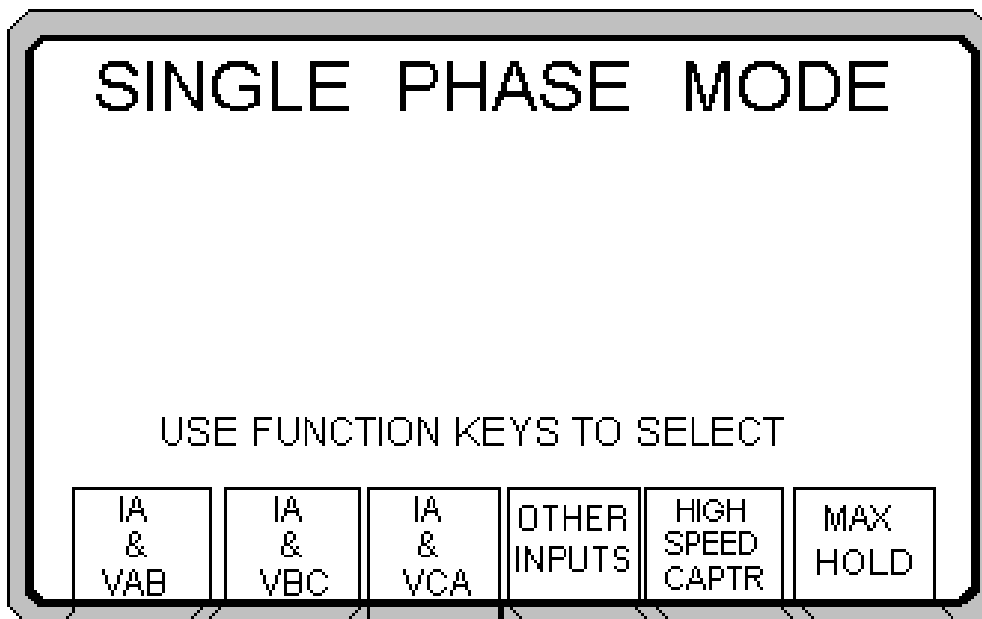 SINGLE PHASE MODE
USE FUNCTION KEYS TO SELECT
IA
&
VAB
IA
&
VBC
IA
&
VCA
OTHER
INPUTS
HIGH
SPEED
CAPTR
MAX
HOLD